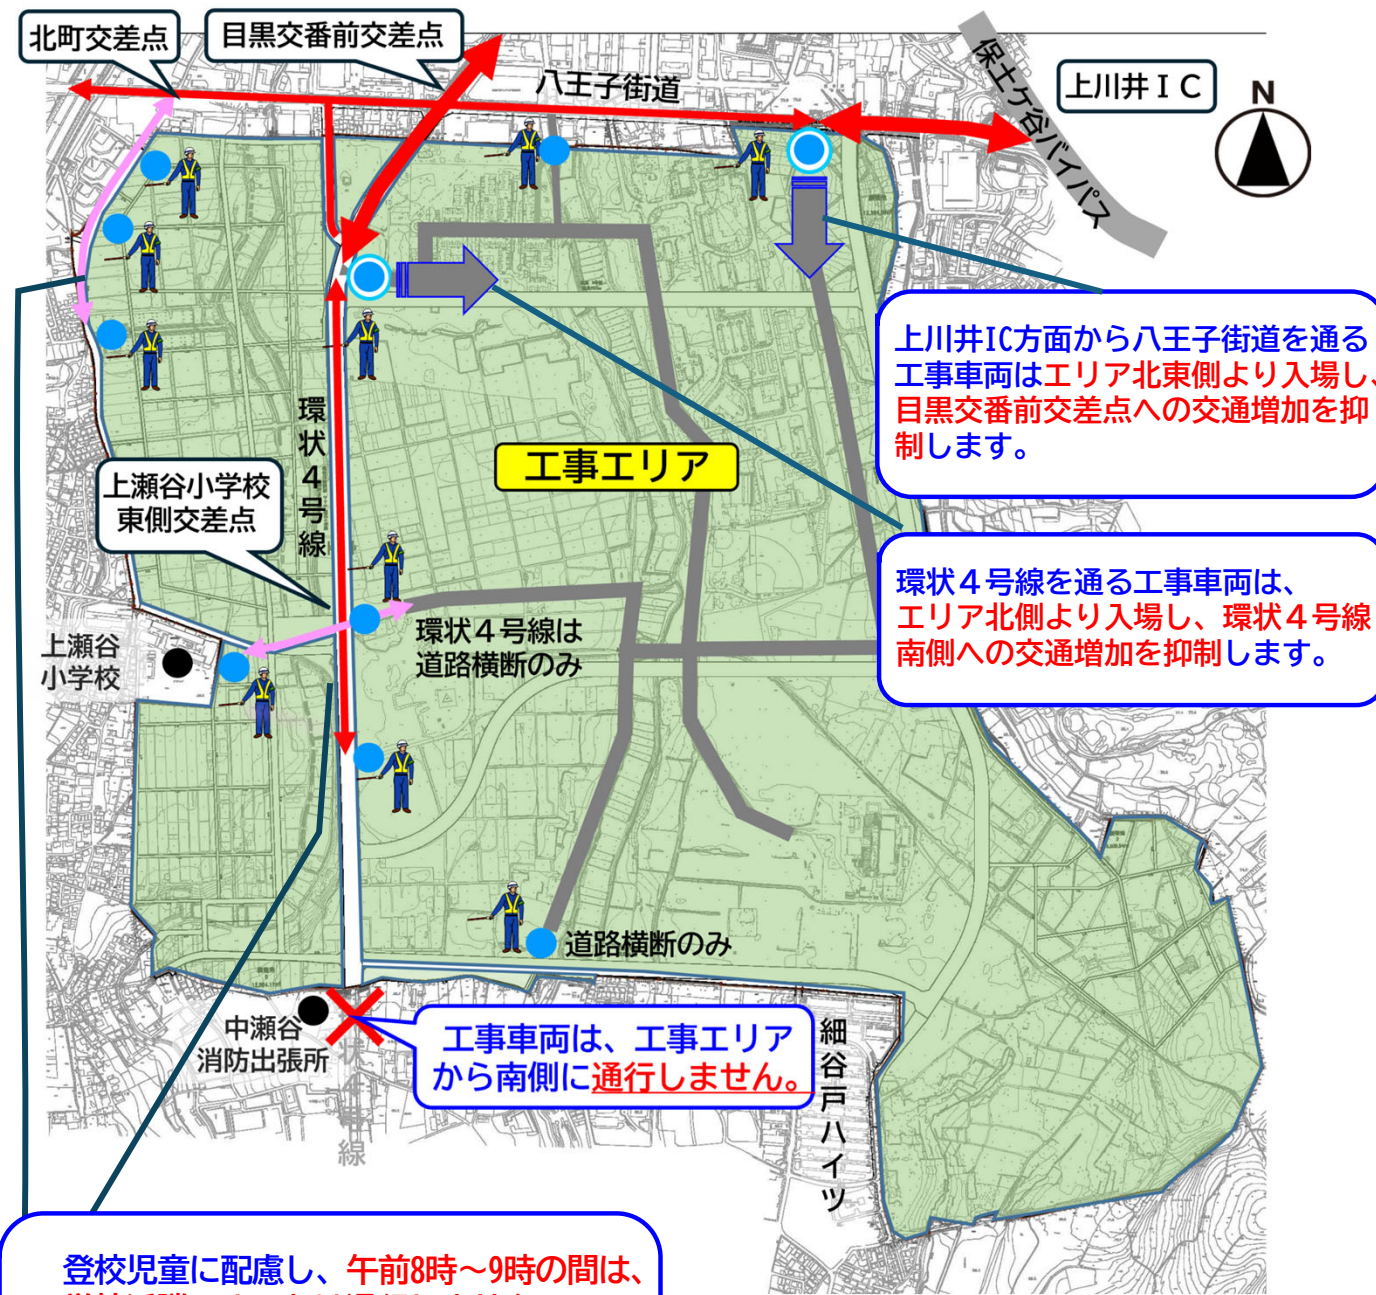 北町交差点
目黒交番前交差点
八王子街道
保土ケ谷バイパス
上川井ＩＣ
N
上川井IC方面から八王子街道を通る
工事車両はエリア北東側より入場し、
目黒交番前交差点への交通増加を抑
制します。
環状４号線
工事エリア
上瀬谷小学校
東側交差点
環状４号線を通る工事車両は、
エリア北側より入場し、環状４号線
南側への交通増加を抑制します。
上瀬谷
小学校
環状４号線は
道路横断のみ
道路横断のみ
中瀬谷
消防出張所
工事車両は、工事エリア
から南側に通行しません。
細谷戸ハイツ
線
登校児童に配慮し、午前8時～9時の間は、